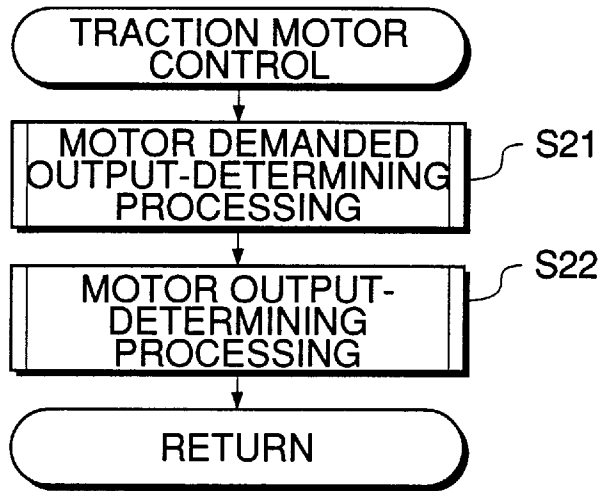 TRACTION MOTOR
CONTROL
MOTOR DEMANDED
OUTPUT-DETERMINING
PROCESSING
S21
MOTOR OUTPUT-
DETERMINING
PROCESSING
S22
RETURN